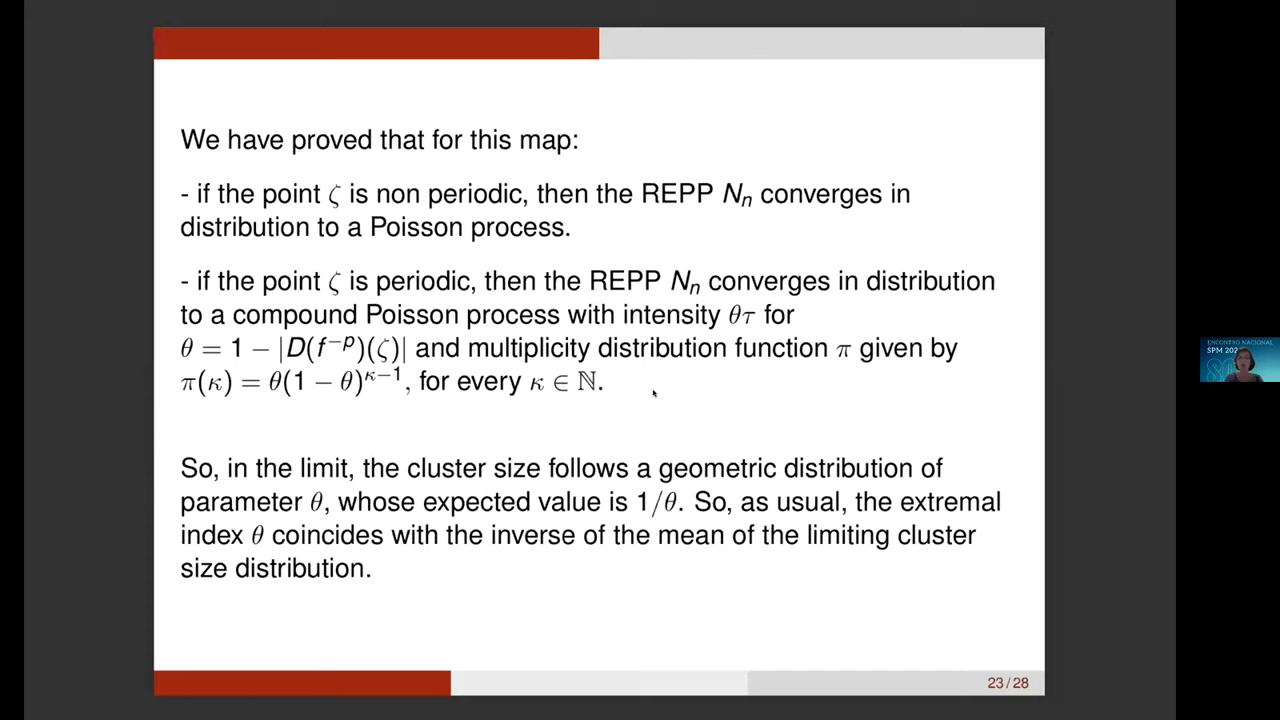 We have proved that for this map:
- if the point ζ is non periodic, then the REPP Nₙ converges in
distribution to a Poisson process.
- if the point ζ is periodic, then the REPP Nₙ converges in distribution
to a compound Poisson process with intensity θτ for
θ = 1 − |D(f⁻ᵖ)(ζ)| and multiplicity distribution function π given by
π(κ) = θ(1 − θ)^{κ−1}, for every κ ∈ ℕ.
So, in the limit, the cluster size follows a geometric distribution of
parameter θ, whose expected value is 1/θ. So, as usual, the extremal
index θ coincides with the inverse of the mean of the limiting cluster
size distribution.
23 / 28
ENCONTRO NACIONAL